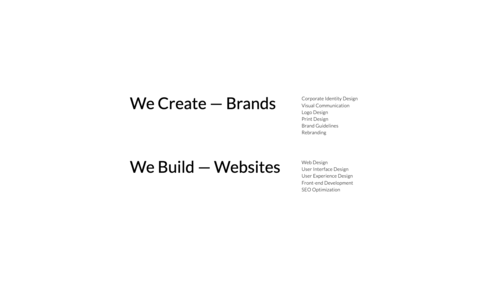 We Create — Brands
Corporate Identity Design
Visual Communication
Logo Design
Print Design
Brand Guidelines
Rebranding
We Build — Websites
Web Design
User Interface Design
User Experience Design
Front-end Development
SEO Optimization